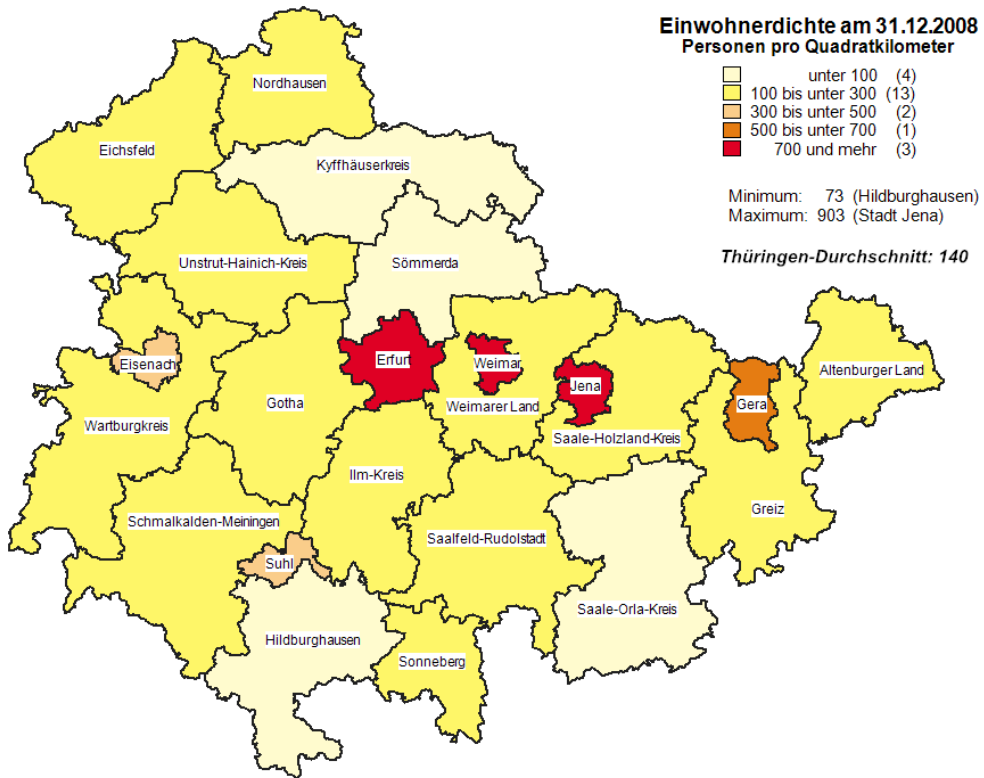 Einwohnerdichte am 31.12.2008
Personen pro Quadratkilometer
unter 100 (4)
100 bis unter 300 (13)
300 bis unter 500 (2)
500 bis unter 700 (1)
700 und mehr (3)
Minimum: 73 (Hildburghausen)
Maximum: 903 (Stadt Jena)
Thüringen-Durchschnitt: 140
Nordhausen
Eichsfeld
Kyffhäuserkreis
Unstrut-Hainich-Kreis
Sömmerda
Eisenach
Erfurt
Weimar
Jena
Altenburger Land
Gotha
Weimarer Land
Gera
Wartburgkreis
Saale-Holzland-Kreis
Ilm-Kreis
Greiz
Schmalkalden-Meiningen
Saalfeld-Rudolstadt
Suhl
Saale-Orla-Kreis
Hildburghausen
Sonneberg